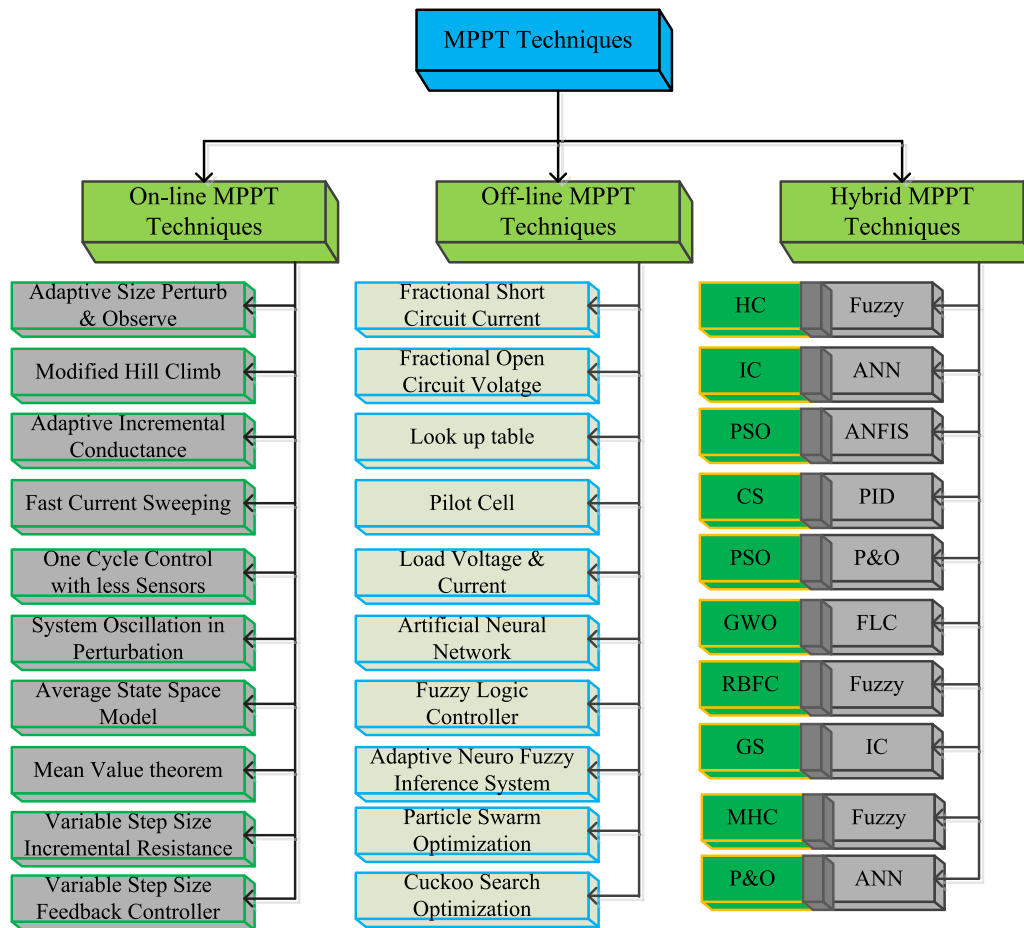 MPPT Techniques
On-line MPPT
Techniques
Adaptive Size Perturb
& Observe
Modified Hill Climb
Adaptive Incremental
Conductance
Fast Current Sweeping
One Cycle Control
with less Sensors
System Oscillation in
Perturbation
Average State Space
Model
Mean Value theorem
Variable Step Size
Incremental Resistance
Variable Step Size
Feedback Controller
Off-line MPPT
Techniques
Fractional Short
Circuit Current
Fractional Open
Circuit Volatge
Look up table
Pilot Cell
Load Voltage &
Current
Artificial Neural
Network
Fuzzy Logic
Controller
Adaptive Neuro Fuzzy
Inference System
Particle Swarm
Optimization
Cuckoo Search
Optimization
Hybrid MPPT
Techniques
HC Fuzzy
IC ANN
PSO ANFIS
CS PID
PSO P&O
GWO FLC
RBFC Fuzzy
GS IC
MHC Fuzzy
P&O ANN